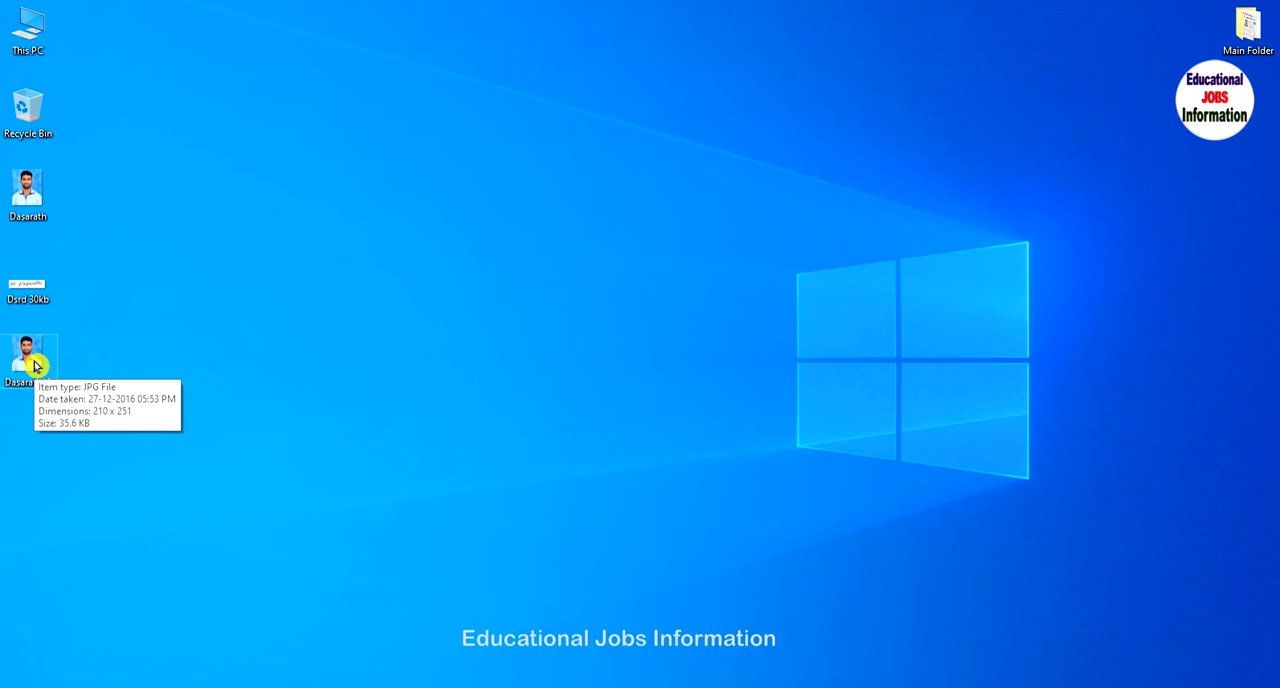 This PC
Recycle Bin
Dasarath
Dsrd 30kb
Item type: JPG File
Date taken: 27-12-2016 05:53 PM
Dimensions: 210 x 251
Size: 35.6 KB
Main Folder
Educational
JOBS
Information
Educational Jobs Information